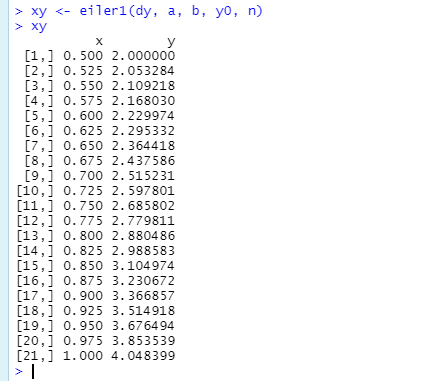 > xy <- eiler1(dy, a, b, y0, n)
> xy
x y
[1,] 0.500 2.000000
[2,] 0.525 2.053284
[3,] 0.550 2.109218
[4,] 0.575 2.168030
[5,] 0.600 2.229974
[6,] 0.625 2.295332
[7,] 0.650 2.364418
[8,] 0.675 2.437586
[9,] 0.700 2.515231
[10,] 0.725 2.597801
[11,] 0.750 2.685802
[12,] 0.775 2.779811
[13,] 0.800 2.880486
[14,] 0.825 2.988583
[15,] 0.850 3.104974
[16,] 0.875 3.230672
[17,] 0.900 3.366857
[18,] 0.925 3.514918
[19,] 0.950 3.676494
[20,] 0.975 3.853539
[21,] 1.000 4.048399
>